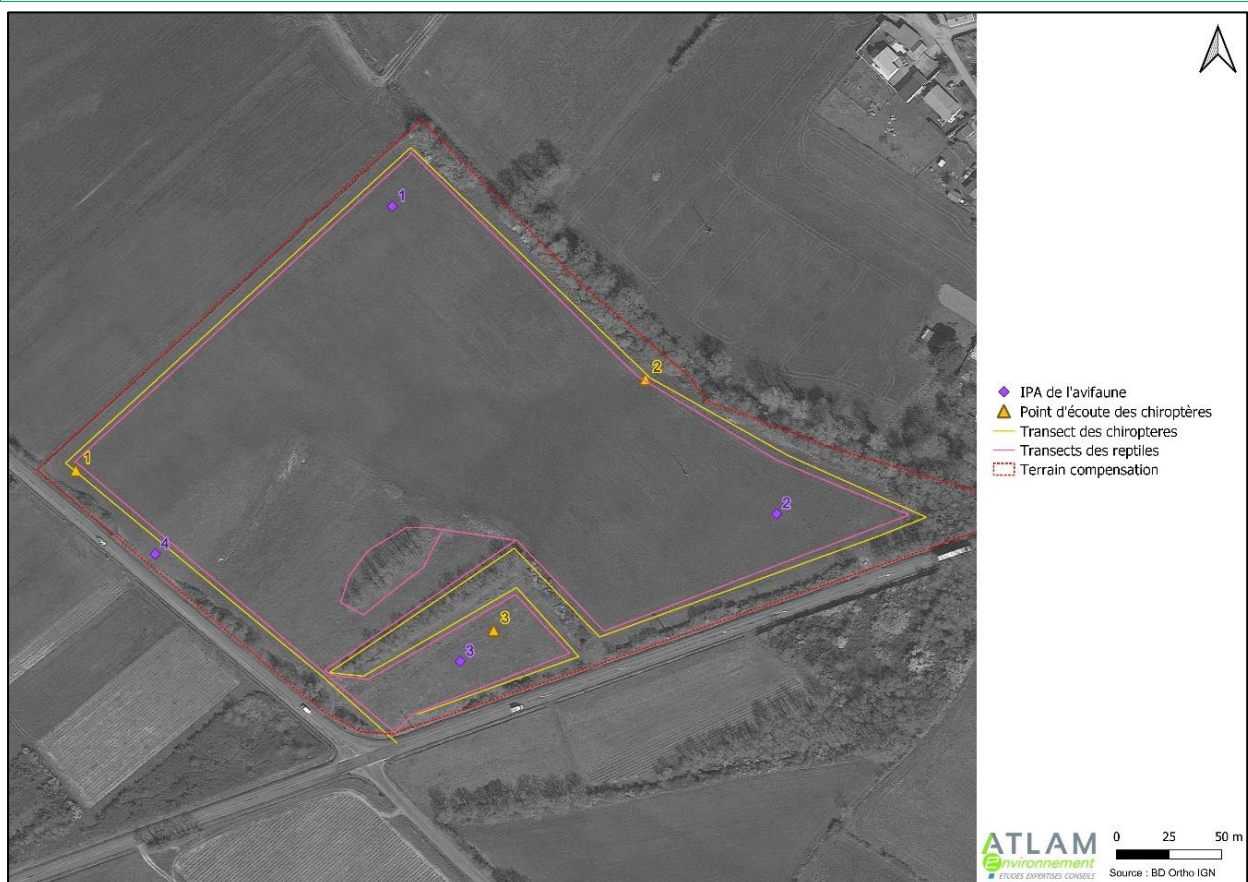 1
2
1
2
4
3
3
IPA de l'avifaune
Point d'écoute des chiroptères
Transect des chiropteres
Transects des reptiles
Terrain compensation
ATLAM
environnement
ETUDES EXPERTISES CONSEILS
0 25 50 m
Source : BD Ortho IGN